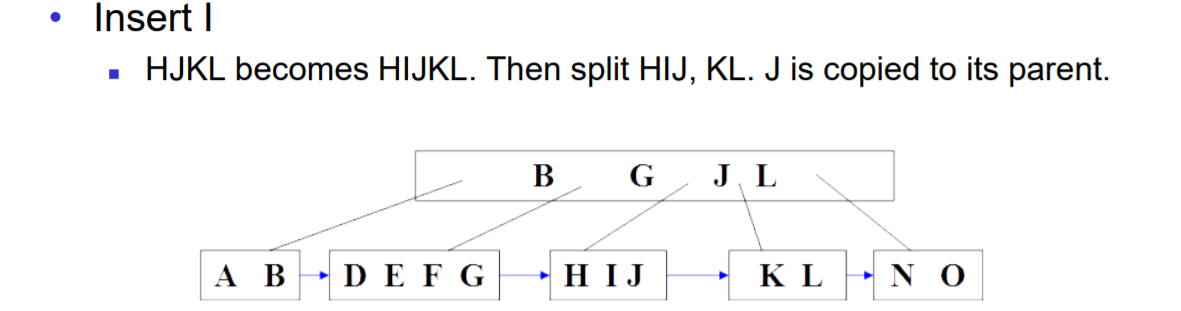 • Insert I
▪ HJKL becomes HIJKL. Then split HIJ, KL. J is copied to its parent.
B G J L
A B D E F G H I J K L N O